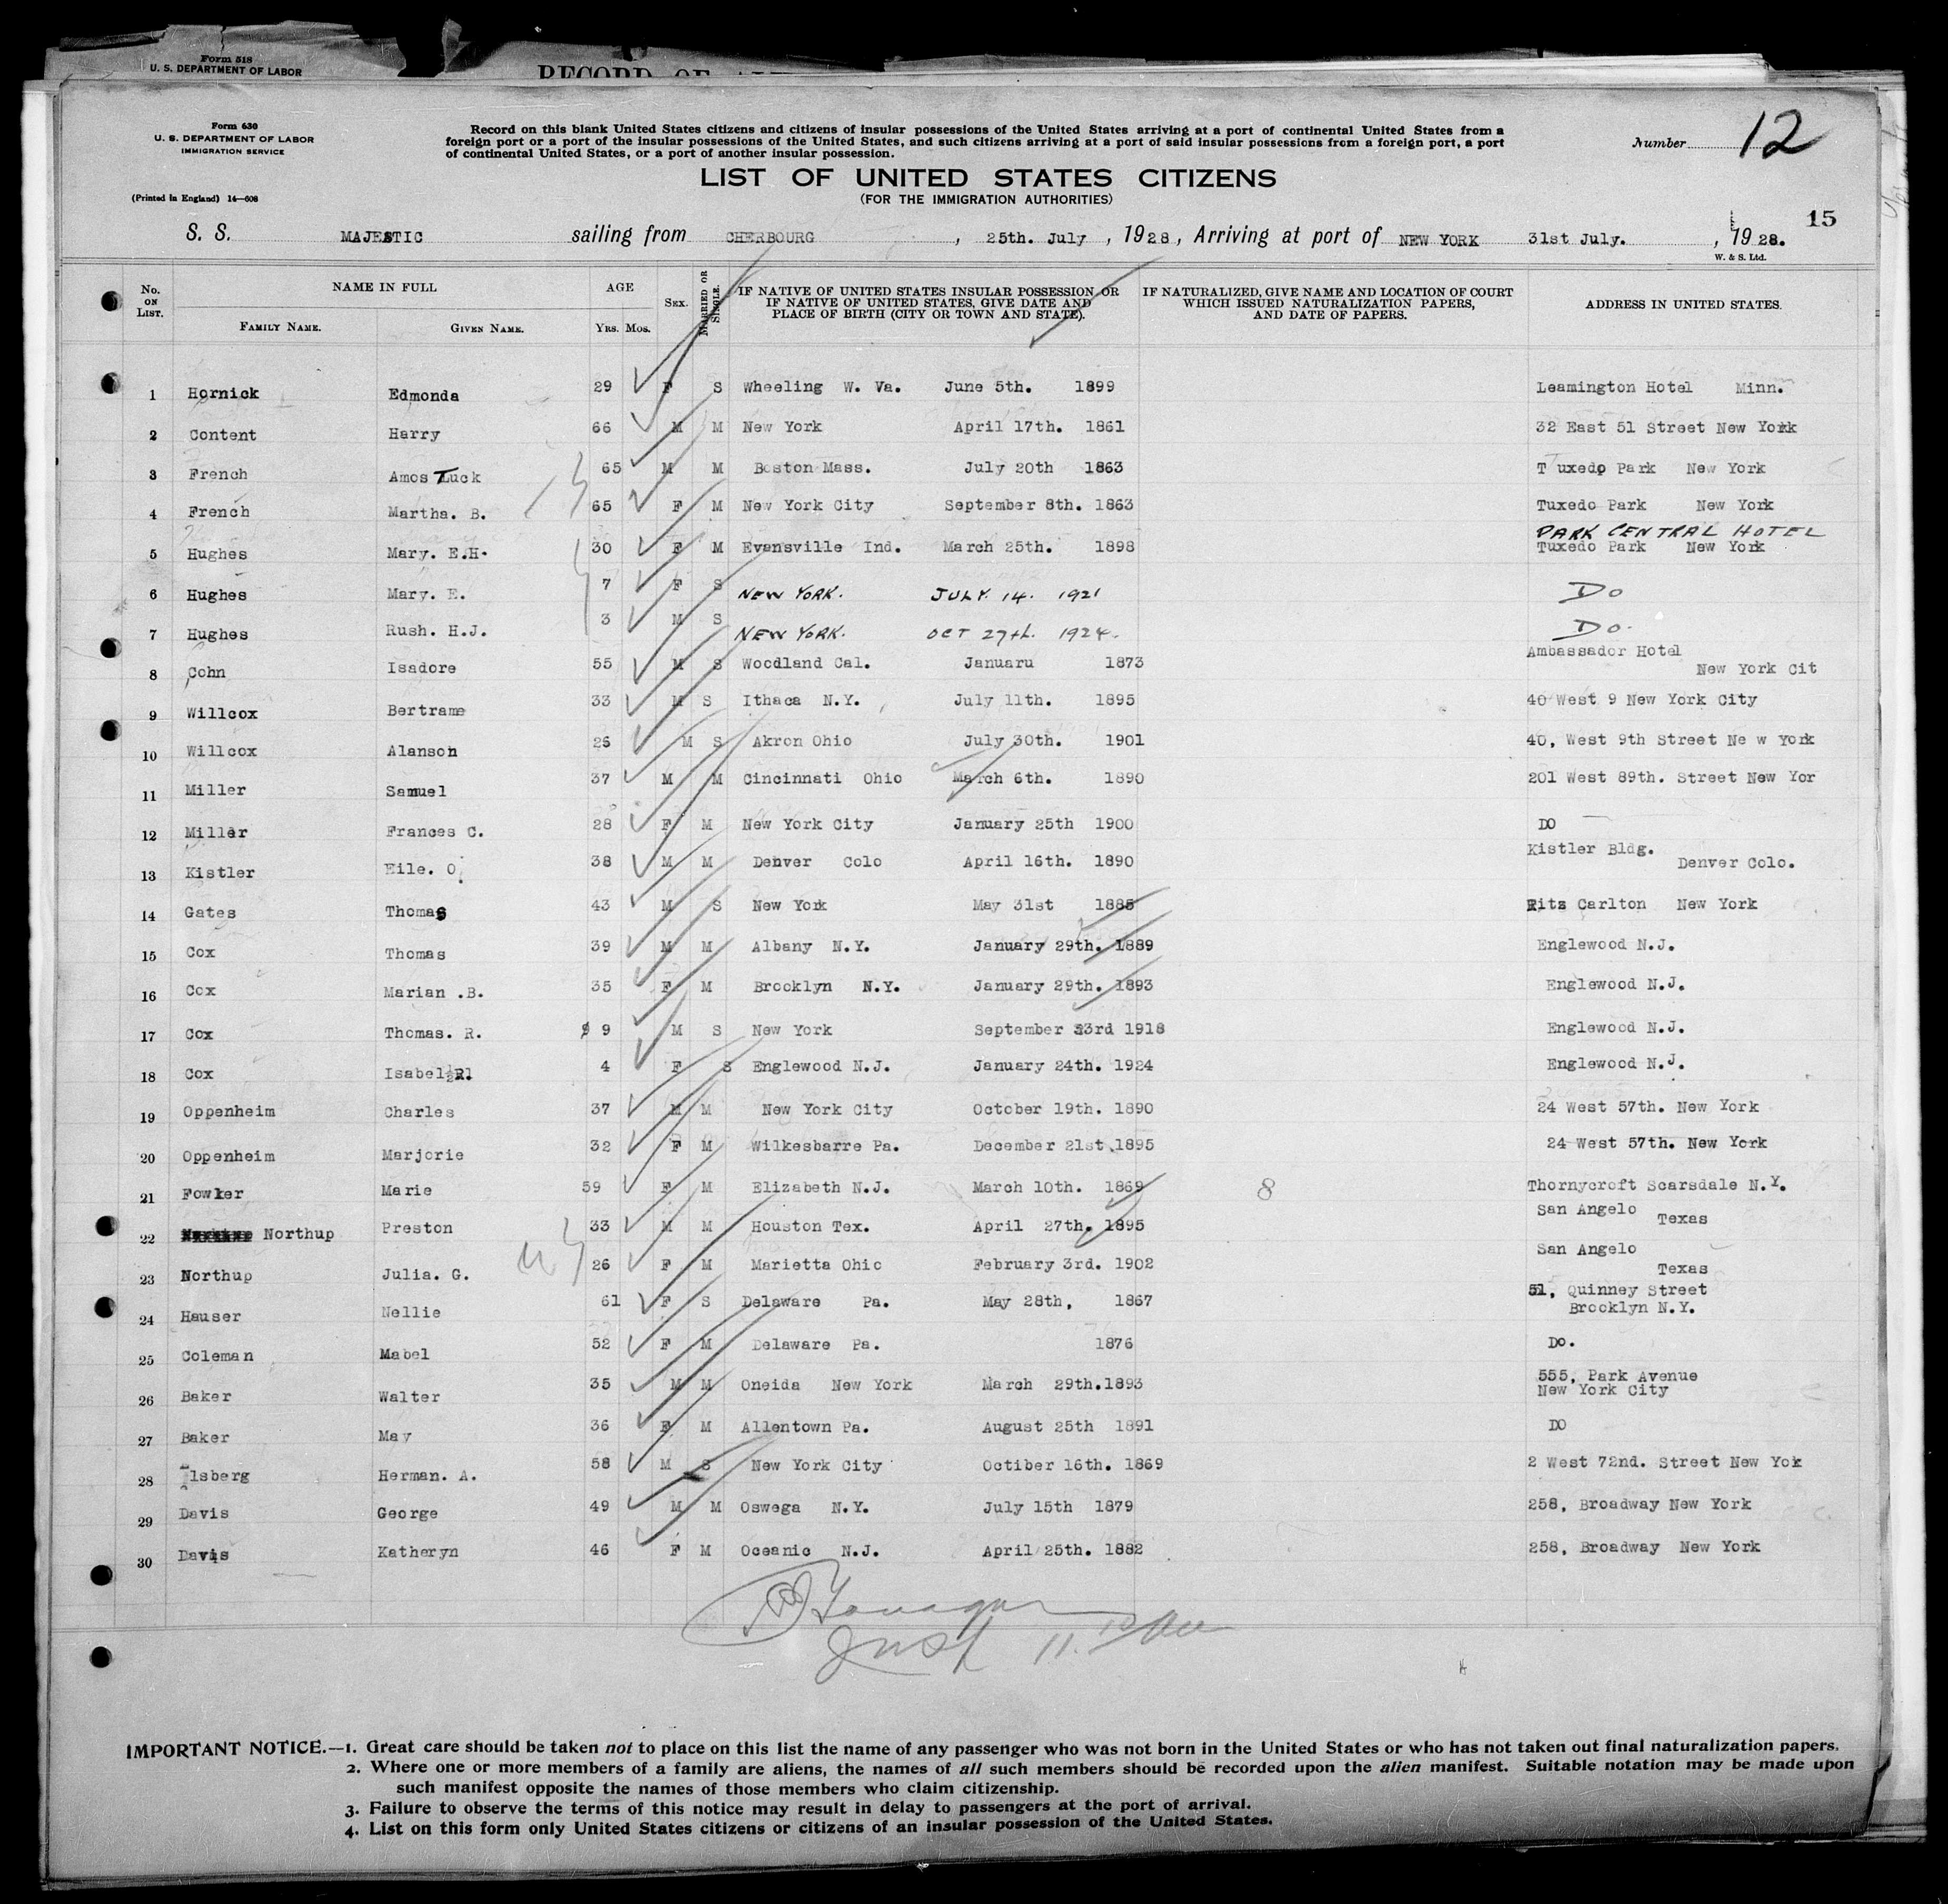 Form 518
U. S. DEPARTMENT OF LABOR
RECORD OF
Form 630
U. S. DEPARTMENT OF LABOR
IMMIGRATION SERVICE
(Printed in England) 14—608
Record on this blank United States citizens and citizens of insular possessions of the United States arriving at a port of continental United States from a
foreign port or a port of the insular possessions of the United States, and such citizens arriving at a port of said insular possessions from a foreign port, a port
of continental United States, or a port of another insular possession.
Number 12
LIST OF UNITED STATES CITIZENS
(FOR THE IMMIGRATION AUTHORITIES)
15
S. S. MAJESTIC sailing from CHERBOURG, 25th. July, 1928, Arriving at port of NEW YORK 31st July., 1928.
W. & S. Ltd.
No. ON LIST. NAME IN FULL FAMILY NAME. GIVEN NAME. AGE YRS. MOS. SEX. MARRIED OR SINGLE. IF NATIVE OF UNITED STATES INSULAR POSSESSION OR IF NATIVE OF UNITED STATES, GIVE DATE AND PLACE OF BIRTH (CITY OR TOWN AND STATE). IF NATURALIZED, GIVE NAME AND LOCATION OF COURT WHICH ISSUED NATURALIZATION PAPERS, AND DATE OF PAPERS. ADDRESS IN UNITED STATES.
1 Hornick Edmonda 29 F S Wheeling W. Va. June 5th. 1899 Leamington Hotel Minn.
2 Content Harry 66 M M New York April 17th. 1861 32 East 51 Street New York
3 French Amos Tuck 65 M M Boston Mass. July 20th 1863 T uxedo Park New York
4 French Martha. B. 65 F M New York City September 8th. 1863 Tuxedo Park New York
PARK CENTRAL HOTEL
5 Hughes Mary. E.H. 30 F M Evansville Ind. March 25th. 1898 Tuxedo Park New York
6 Hughes Mary. E. 7 F S NEW YORK. JULY. 14. 1921 Do
7 Hughes Rush. H.J. 3 M S NEW YORK. OCT 27th. 1924. Do.
8 Cohn Isadore 55 M S Woodland Cal. Januaru 1873 Ambassador Hotel
New York Cit
9 Willcox Bertrame 33 M S Ithaca N.Y. July 11th. 1895 40 West 9 New York City
10 Willcox Alanson 26 M S Akron Ohio July 30th. 1901 40, West 9th Street Ne w York
11 Miller Samuel 37 M M Cincinnati Ohio March 6th. 1890 201 West 89th. Street New Yor
12 Miller Frances C. 28 F M New York City January 25th 1900 DO
13 Kistler Eile. O. 38 M M Denver Colo April 16th. 1890 Kistler Bldg.
Denver Colo.
14 Gates Thomas 43 M S New York May 31st 1885 Ritz Carlton New York
15 Cox Thomas 39 M M Albany N.Y. January 29th. 1889 Englewood N.J.
16 Cox Marian .B. 35 F M Brooklyn N.Y. January 29th. 1893 Englewood N.J.
17 Cox Thomas. R. 9 M S New York September 23rd 1918 Englewood N.J.
18 Cox Isabel R. 4 F S Englewood N.J. January 24th. 1924 Englewood N.J.
19 Oppenheim Charles 37 M M New York City October 19th. 1890 24 West 57th. New York
20 Oppenheim Marjorie 32 F M Wilkesbarre Pa. December 21st.1895 24 West 57th. New York
21 Fowler Marie 59 F M Elizabeth N.J. March 10th. 1869 8 Thornycroft Scarsdale N.Y.
22 Northup Preston 33 M M Houston Tex. April 27th. 1895 San Angelo
Texas
23 Northup Julia. G. 26 F M Marietta Ohio February 3rd. 1902 San Angelo
Texas
24 Hauser Nellie 61 F S Delaware Pa. May 28th, 1867 51, Quinney Street
Brooklyn N.Y.
25 Coleman Mabel 52 F M Delaware Pa. 1876 Do.
26 Baker Walter 35 M M Oneida New York March 29th.1893 555, Park Avenue
New York City
27 Baker May 36 F M Allentown Pa. August 25th 1891 DO
28 Ilsberg Herman. A. 58 M S New York City Octiber 16th. 1869 2 West 72nd. Street New Yok
29 Davis George 49 M M Oswega N.Y. July 15th 1879 258, Broadway New York
30 Davis Katheryn 46 F M Oceanic N.J. April 25th. 1882 258, Broadway New York
IMPORTANT NOTICE.—1. Great care should be taken not to place on this list the name of any passenger who was not born in the United States or who has not taken out final naturalization papers.
2. Where one or more members of a family are aliens, the names of all such members should be recorded upon the alien manifest. Suitable notation may be made upon
such manifest opposite the names of those members who claim citizenship.
3. Failure to observe the terms of this notice may result in delay to passengers at the port of arrival.
4. List on this form only United States citizens or citizens of an insular possession of the United States.